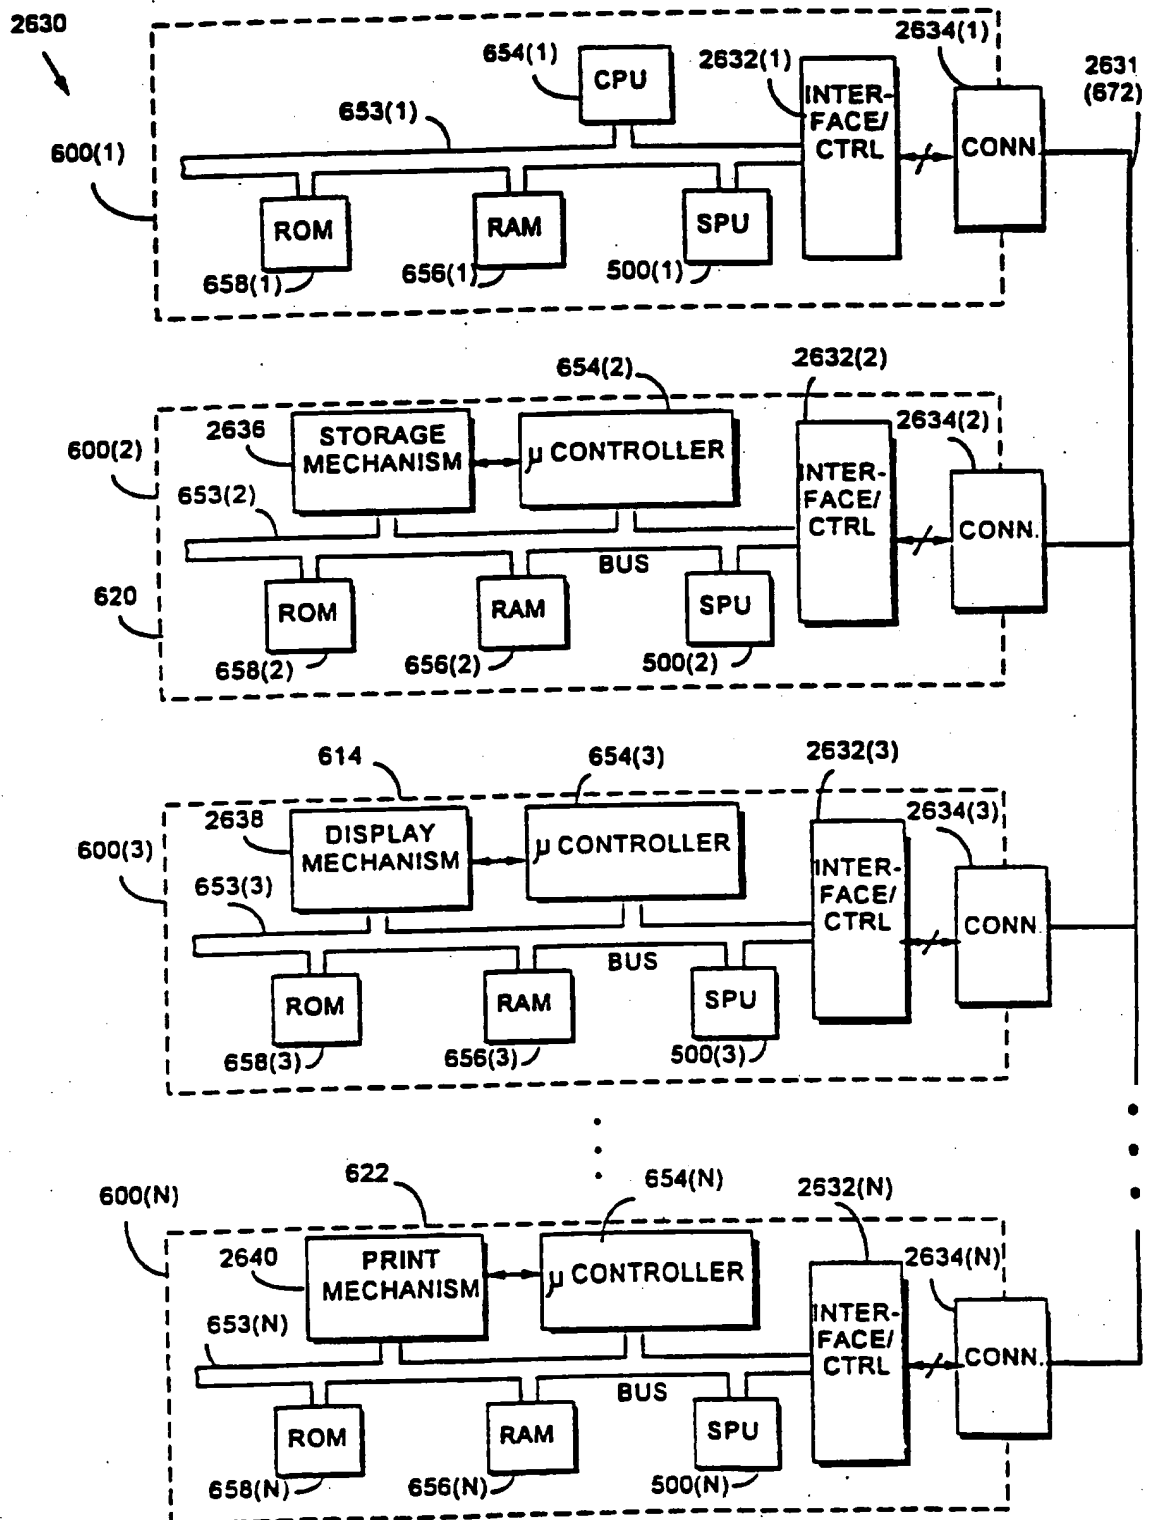 2630
2634(1)
654(1)
2632(1)
2631
(672)
CPU
INTER-
FACE/
CTRL
653(1)
600(1)
CONN.
ROM
RAM
SPU
658(1)
656(1)
500(1)
2632(2)
654(2)
2634(2)
2636
STORAGE
MECHANISM
μ CONTROLLER
600(2)
INTER-
FACE/
CTRL
653(2)
CONN.
BUS
620
ROM
RAM
SPU
658(2)
656(2)
500(2)
614
654(3)
2632(3)
2638
DISPLAY
MECHANISM
μ CONTROLLER
2634(3)
600(3)
INTER-
FACE/
CTRL
653(3)
CONN.
BUS
ROM
RAM
SPU
658(3)
656(3)
500(3)
622
654(N)
2632(N)
600(N)
2640
PRINT
MECHANISM
μ CONTROLLER
2634(N)
INTER-
FACE/
CTRL
653(N)
CONN.
BUS
ROM
RAM
SPU
658(N)
656(N)
500(N)